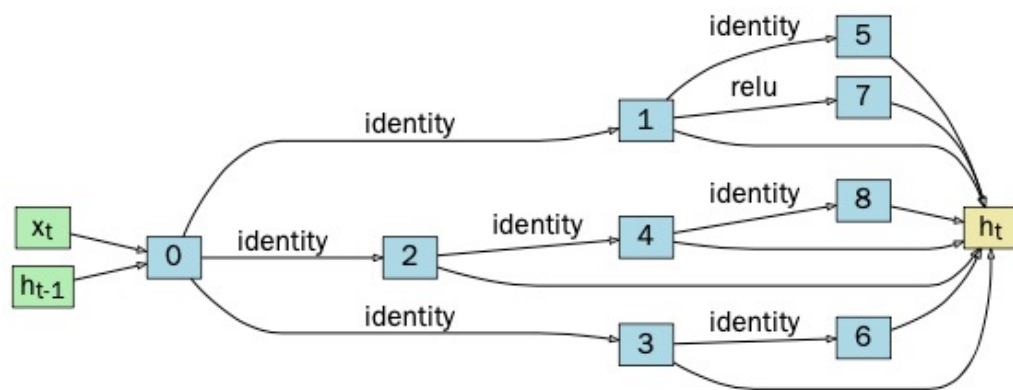 identity
5
relu
7
identity
1
identity
8
x_t
identity
identity
4
h_t
0
2
h_{t-1}
identity
identity
3
6